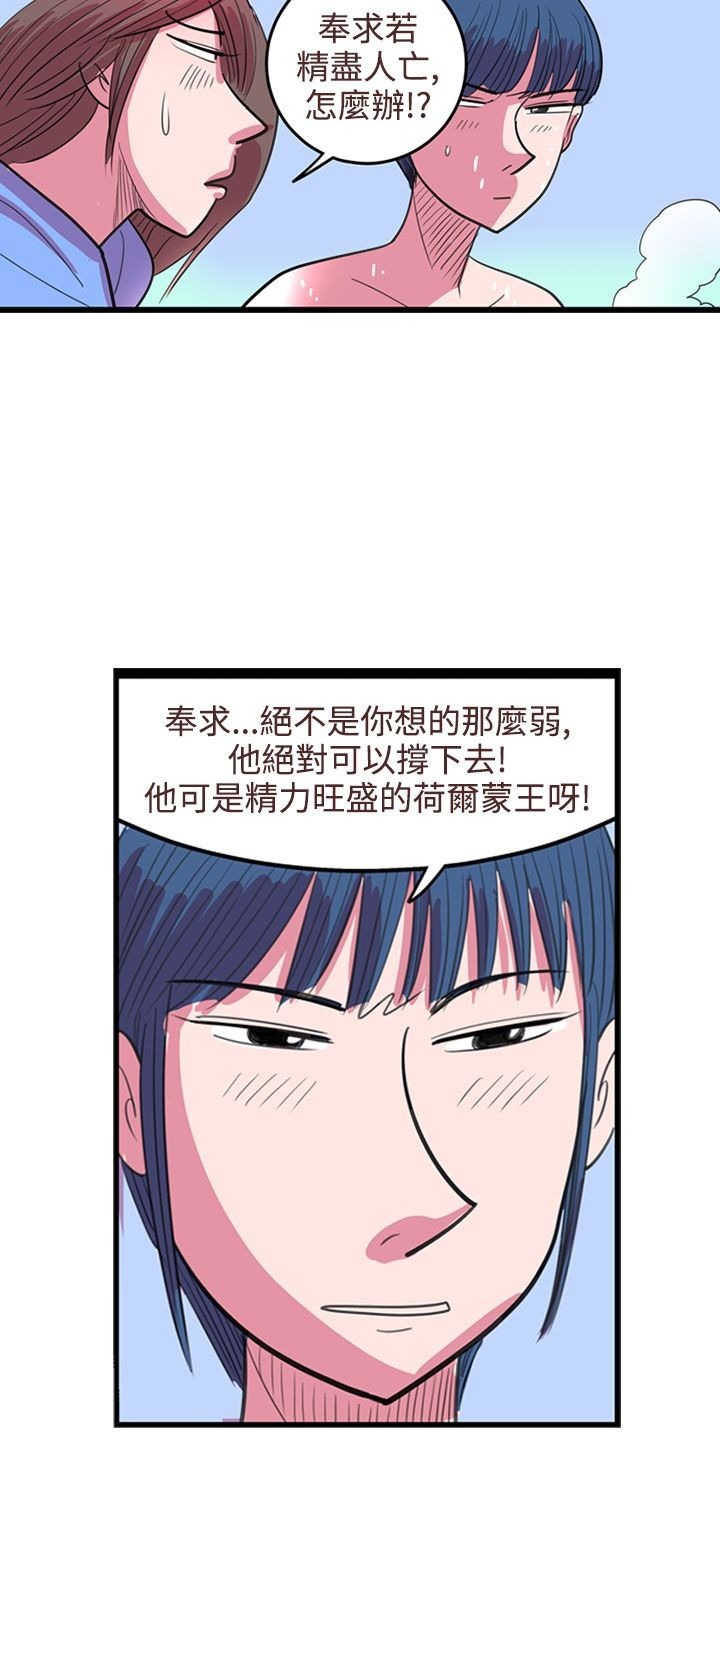 奉求若
精盡人亡,
怎麼辦!?
奉求...絕不是你想的那麼弱,
他絕對可以撐下去!
他可是精力旺盛的荷爾蒙王呀!